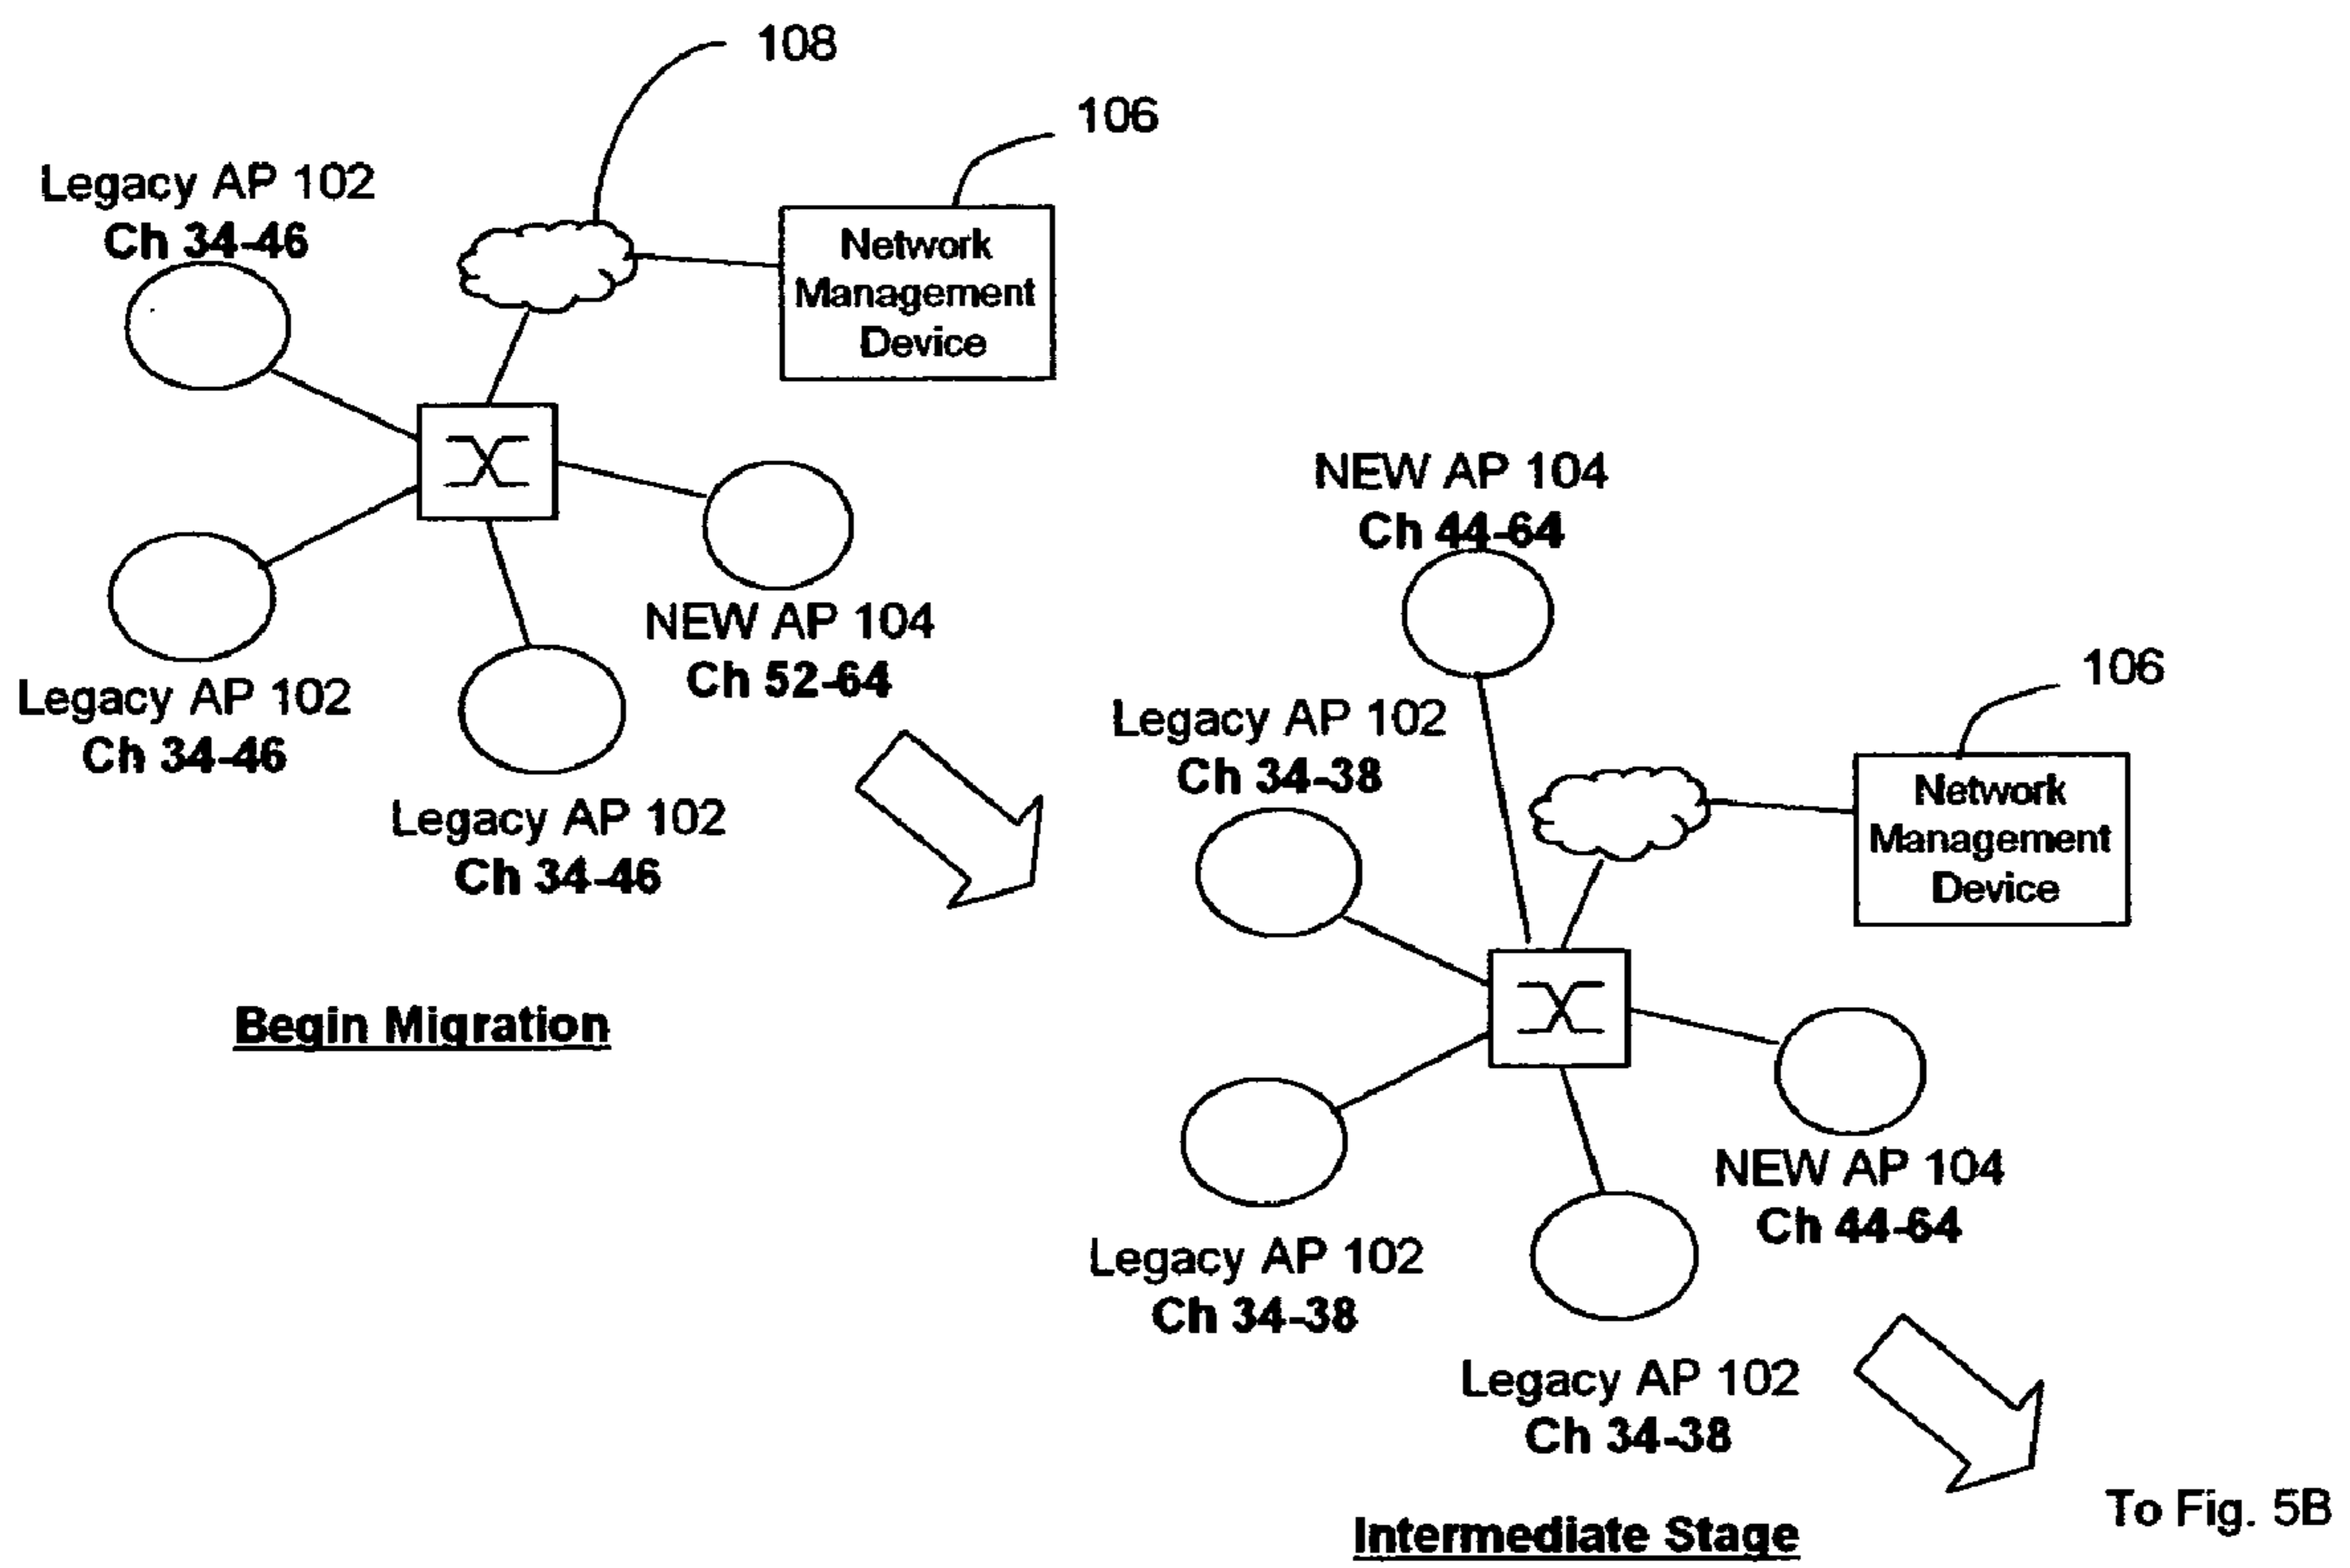 108
106
Legacy AP 102
Ch 34-46
Network
Management
Device
Legacy AP 102
Ch 34-46
NEW AP 104
Ch 52-64
Legacy AP 102
Ch 34-46
Begin Migration
NEW AP 104
Ch 44-64
106
Legacy AP 102
Ch 34-38
Network
Management
Device
NEW AP 104
Ch 44-64
Legacy AP 102
Ch 34-38
Legacy AP 102
Ch 34-38
Intermediate Stage
To Fig. 5B